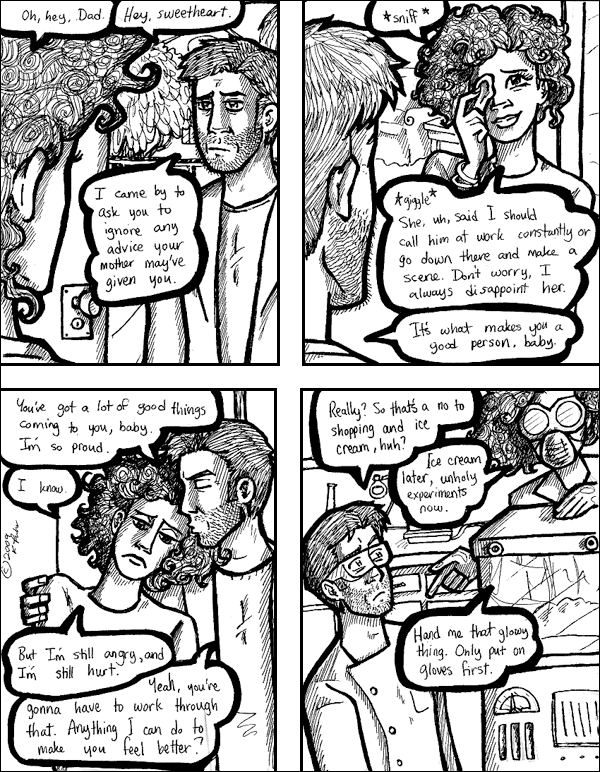 Oh, hey, Dad.
Hey, sweetheart.
I came by to
ask you to
ignore any
advice your
mother may've
given you.
*sniff*
*giggle*
She, uh, said I should
call him at work constantly or
go down there and make a
scene. Don't worry, I
always disappoint her.
It's what makes you a
good person, baby.
You've got a lot of good things
coming to you, baby.
I'm so proud.
I know.
But I'm still angry, and
I'm still hurt.
Yeah, you're
gonna have to work through
that. Anything I can do to
make you feel better?
Really? So that's a no to
shopping and ice
cream, huh?
Ice cream
later, unholy
experiments
now.
Hand me that glowy
thing. Only put on
gloves first.